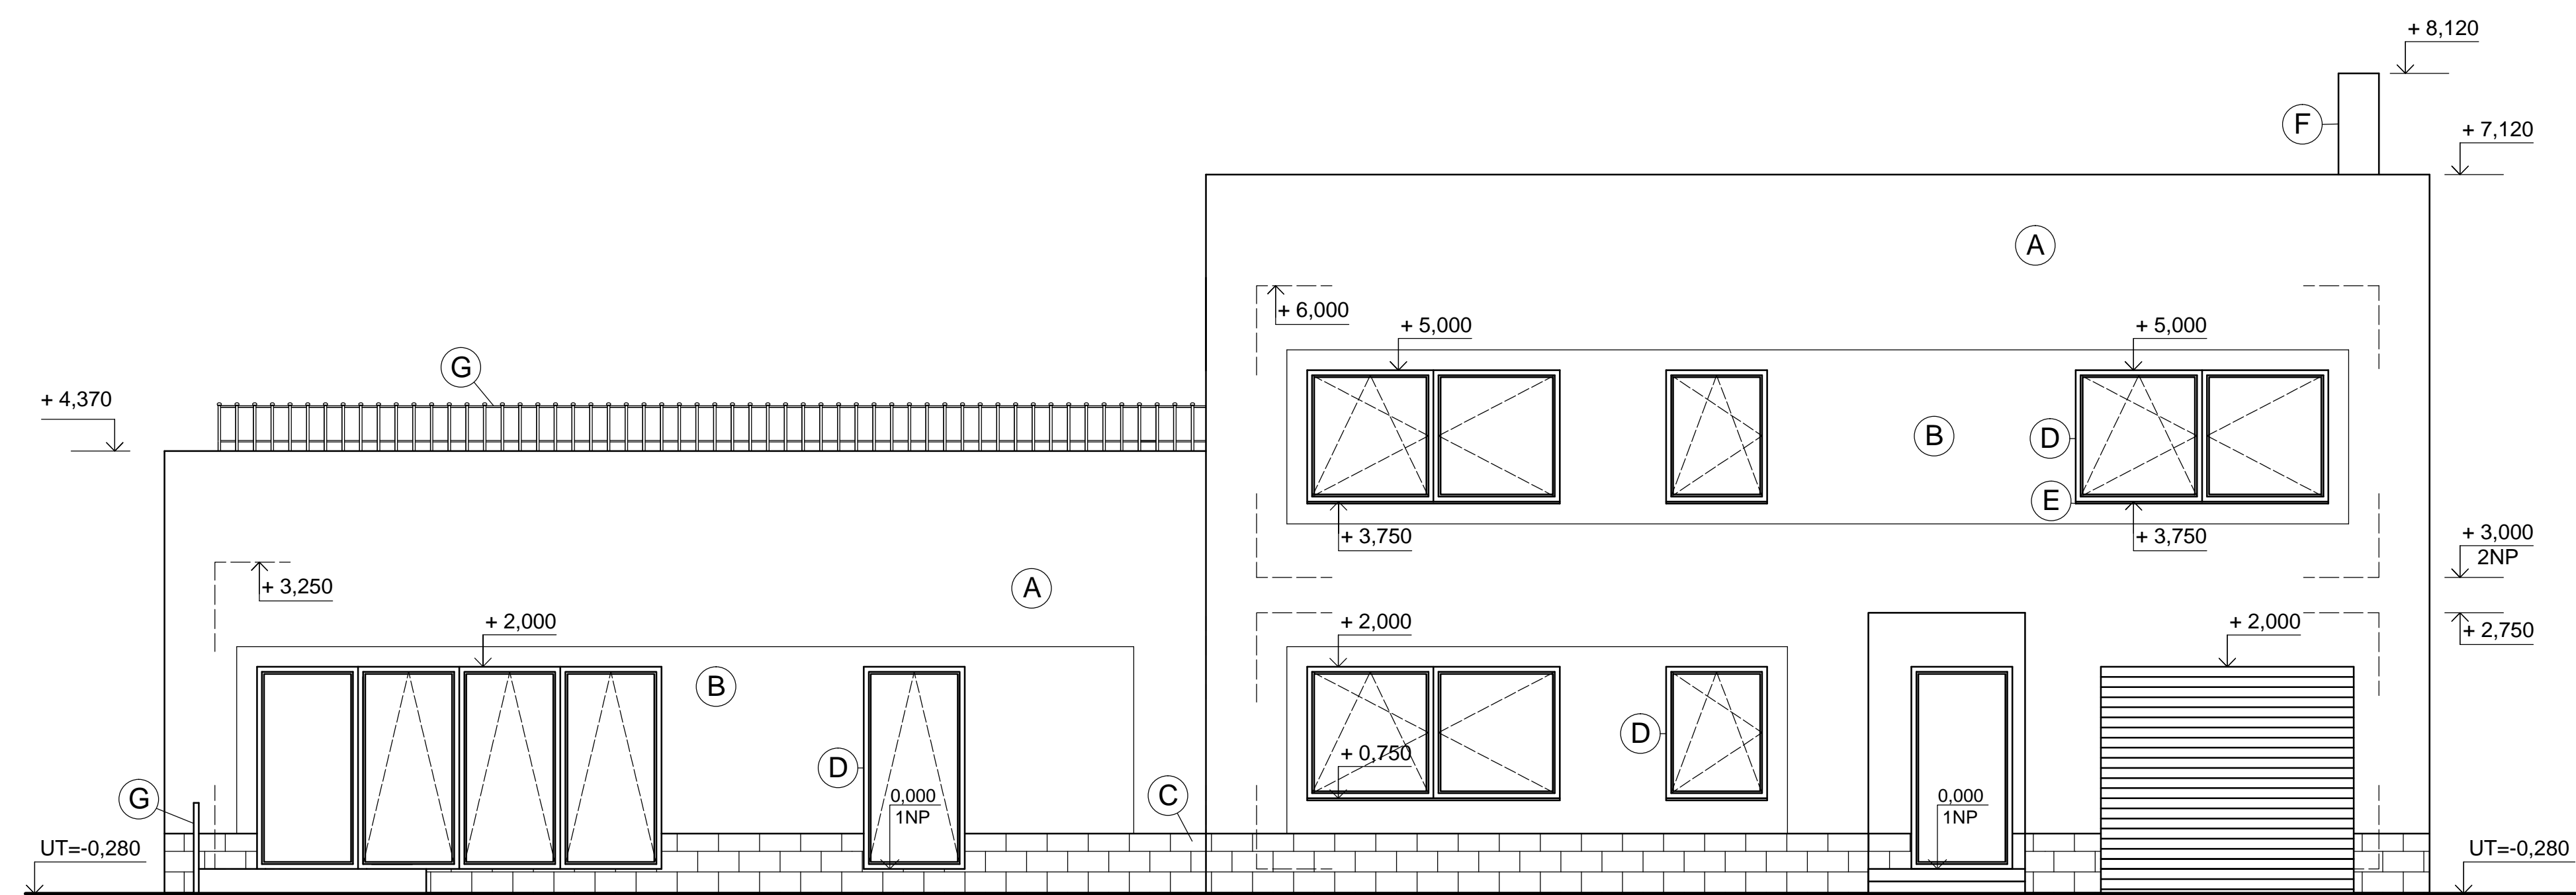 + 8,120
F
+ 7,120
A
+ 6,000
+ 5,000
+ 5,000
G
+ 4,370
B
D
E
+ 3,750
+ 3,750
+ 3,000
2NP
+ 3,250
A
+ 2,000
+ 2,000
+ 2,000
+ 2,750
B
D
+ 0,750
D
G
C
0,000
1NP
0,000
1NP
UT=-0,280
UT=-0,280